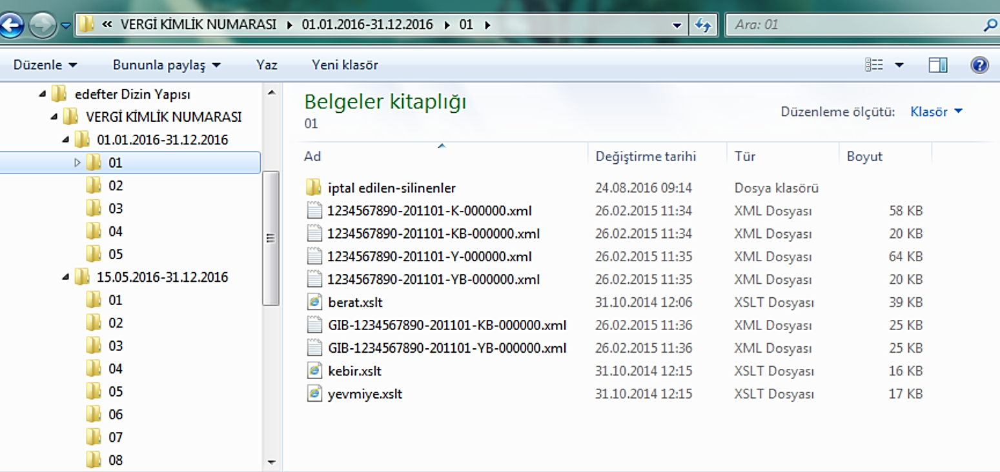 « VERGİ KİMLİK NUMARASI ▸ 01.01.2016-31.12.2016 ▸ 01 ▸ Ara: 01
Düzenle Bununla paylaş Yaz Yeni klasör
edefter Dizin Yapısı
VERGİ KİMLİK NUMARASI
01.01.2016-31.12.2016
01
02
03
04
05
15.05.2016-31.12.2016
01
02
03
04
05
06
07
08
Belgeler kitaplığı
01
Düzenleme ölçütü: Klasör
Ad Değiştirme tarihi Tür Boyut
iptal edilen-silinenler 24.08.2016 09:14 Dosya klasörü
1234567890-201101-K-000000.xml 26.02.2015 11:34 XML Dosyası 58 KB
1234567890-201101-KB-000000.xml 26.02.2015 11:34 XML Dosyası 20 KB
1234567890-201101-Y-000000.xml 26.02.2015 11:35 XML Dosyası 64 KB
1234567890-201101-YB-000000.xml 26.02.2015 11:35 XML Dosyası 20 KB
berat.xslt 31.10.2014 12:06 XSLT Dosyası 39 KB
GIB-1234567890-201101-KB-000000.xml 26.02.2015 11:36 XML Dosyası 25 KB
GIB-1234567890-201101-YB-000000.xml 26.02.2015 11:36 XML Dosyası 25 KB
kebir.xslt 31.10.2014 12:15 XSLT Dosyası 16 KB
yevmiye.xslt 31.10.2014 12:15 XSLT Dosyası 17 KB